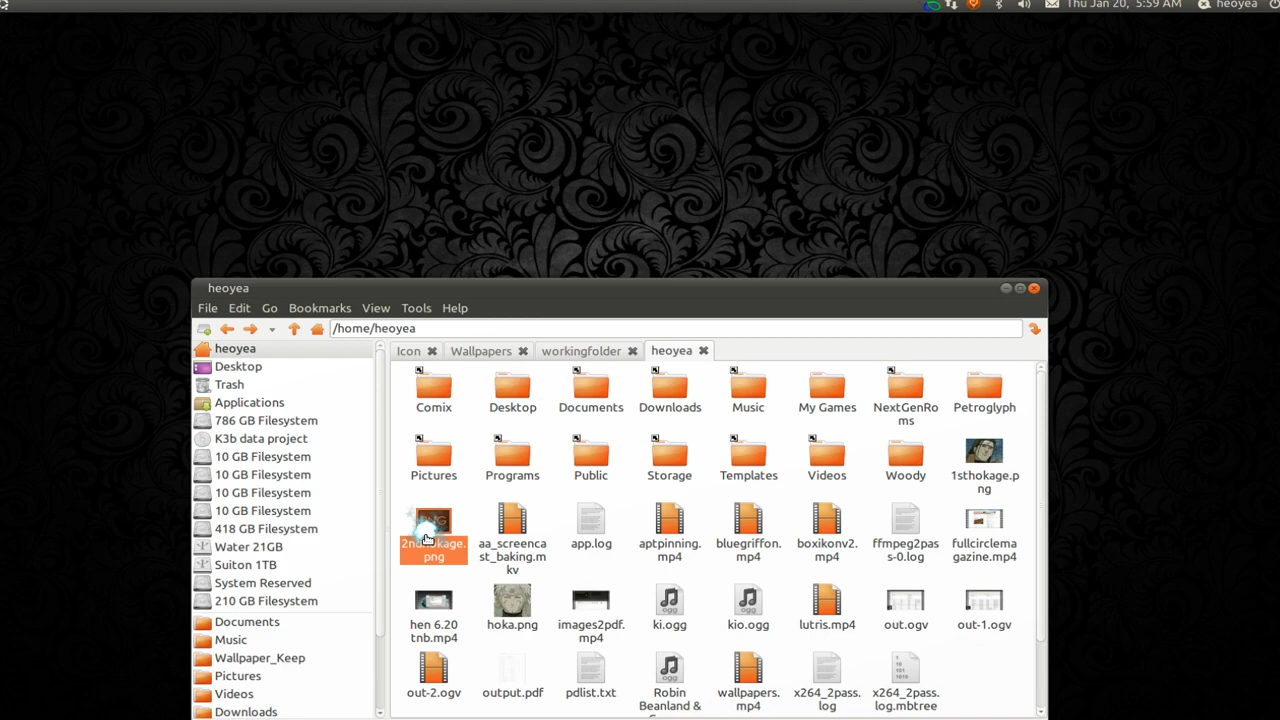 Thu Jan 20, 5:59 AM heoyea
heoyea
File Edit Go Bookmarks View Tools Help
/home/heoyea
heoyea
Desktop
Trash
Applications
786 GB Filesystem
K3b data project
10 GB Filesystem
10 GB Filesystem
10 GB Filesystem
10 GB Filesystem
418 GB Filesystem
Water 21GB
Suiton 1TB
System Reserved
210 GB Filesystem
Documents
Music
Wallpaper_Keep
Pictures
Videos
Downloads
Icon Wallpapers workingfolder heoyea
Comix Desktop Documents Downloads Music My Games NextGenRo Petroglyph
ms
Pictures Programs Public Storage Templates Videos Woody 1sthokage.p
ng
aa_screenca app.log aptpinning. bluegriffon. boxikonv2. ffmpeg2pas fullcirclema
png st_baking.m mp4 mp4 mp4 s-0.log gazine.mp4
kv
hen 6.20 hoka.png images2pdf. ki.ogg kio.ogg lutris.mp4 out.ogv out-1.ogv
tnb.mp4 mp4
out-2.ogv output.pdf pdlist.txt Robin wallpapers. x264_2pass. x264_2pass.
Beanland & mp4 log log.mbtree